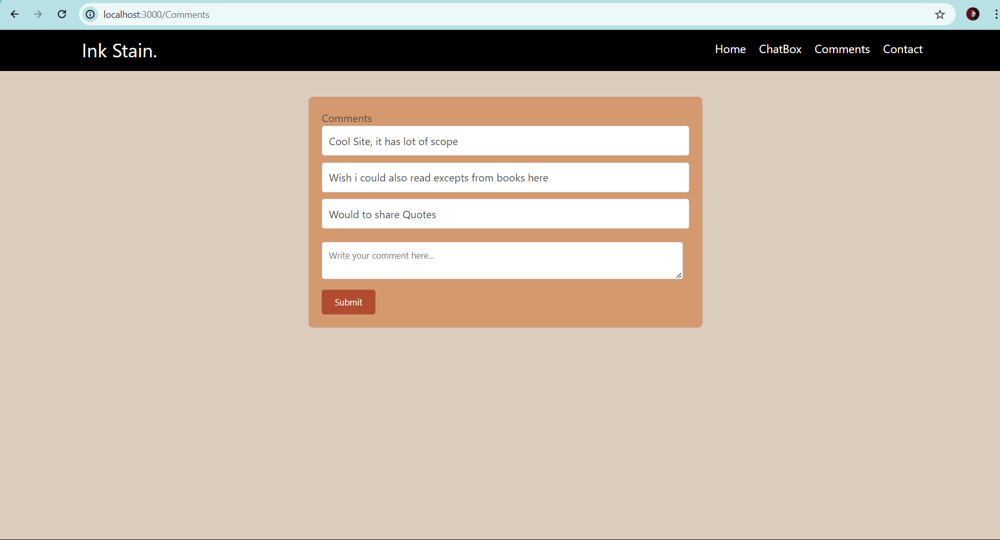 localhost:3000/Comments
Ink Stain.
Home ChatBox Comments Contact
Comments
Cool Site, it has lot of scope
Wish i could also read excepts from books here
Would to share Quotes
Write your comment here...
Submit